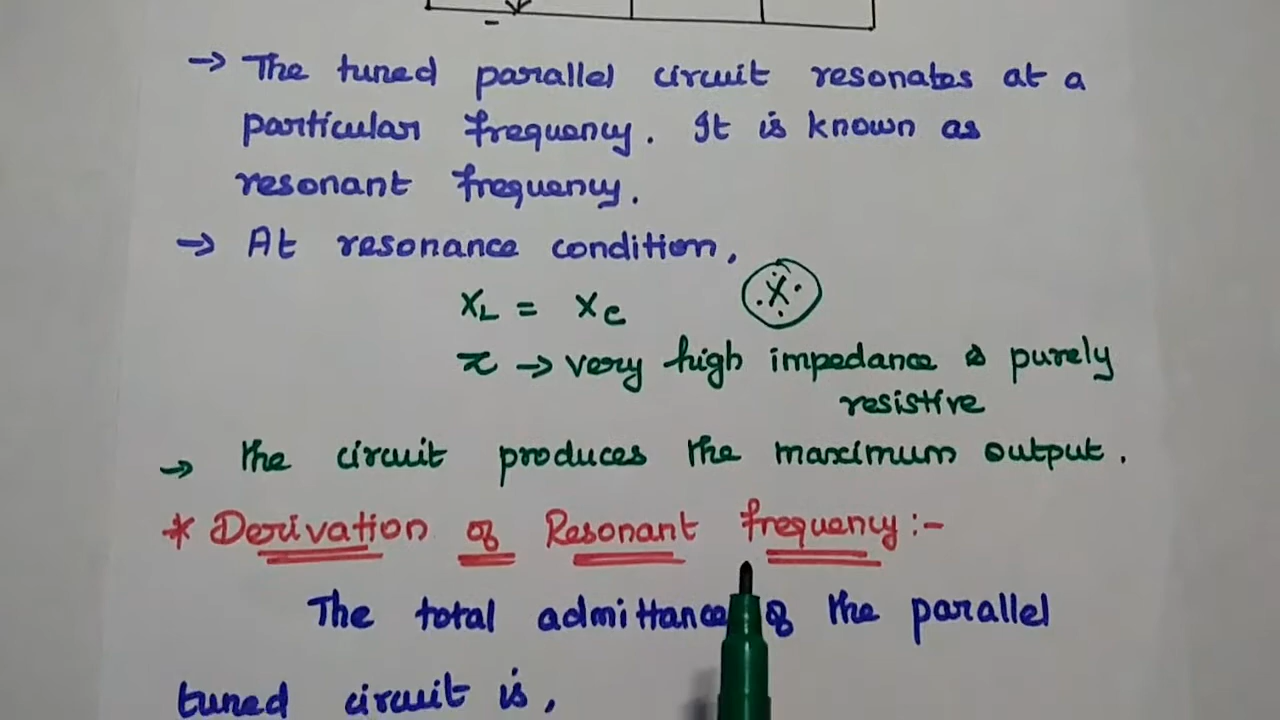 -
→ The tuned parallel circuit resonates at a
particular frequency. It is known as
resonant frequency.
→ At resonance condition,
XL = Xc
Z → very high impedance & purely
resistive
→ the circuit produces the maximum output.
* Derivation of Resonant frequency:-
The total admittance of the parallel
tuned circuit is,